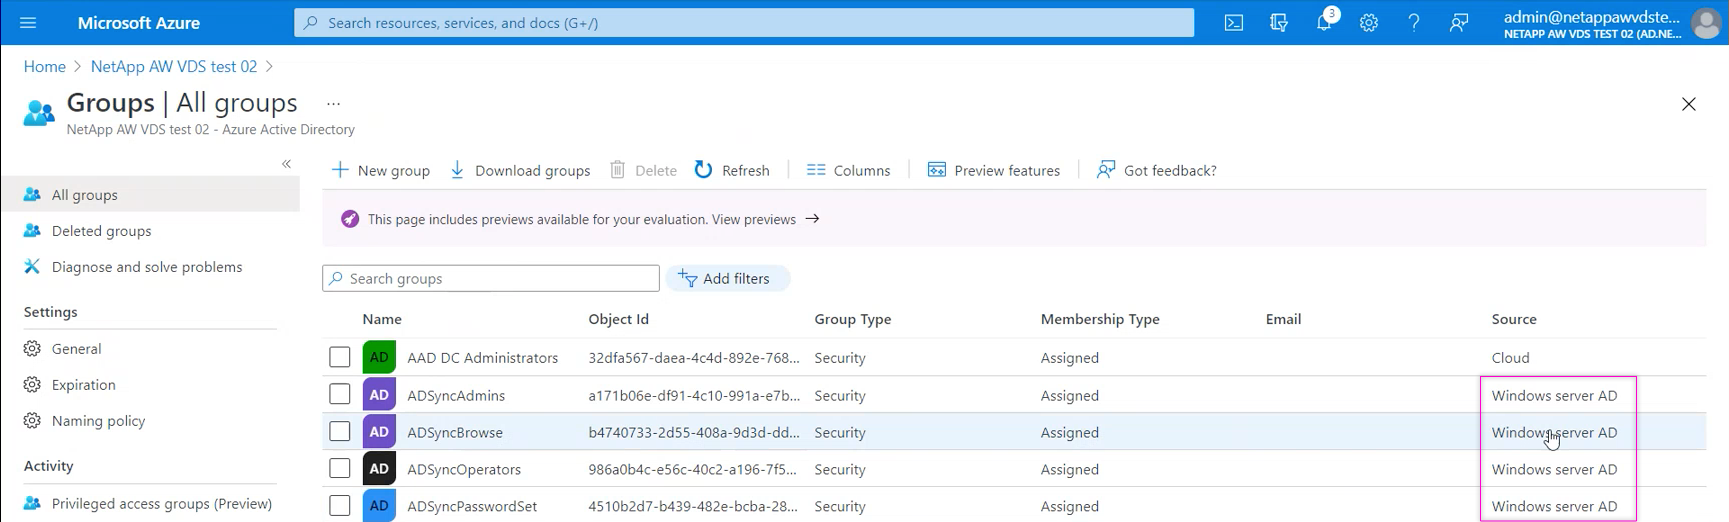 Microsoft Azure
Search resources, services, and docs (G+/)
3
admin@netappawvdste...
NETAPP AW VDS TEST 02 (AD.NE...
Home > NetApp AW VDS test 02 >
Groups | All groups ...
NetApp AW VDS test 02 - Azure Active Directory
All groups
Deleted groups
Diagnose and solve problems
Settings
General
Expiration
Naming policy
Activity
Privileged access groups (Preview)
New group Download groups Delete Refresh Columns Preview features Got feedback?
This page includes previews available for your evaluation. View previews →
Search groups
Add filters
Name Object Id Group Type Membership Type Email Source
AD AAD DC Administrators 32dfa567-daea-4c4d-892e-768... Security Assigned Cloud
AD ADSyncAdmins a171b06e-df91-4c10-991a-e7b... Security Assigned Windows server AD
AD ADSyncBrowse b4740733-2d55-408a-9d3d-dd... Security Assigned Windows server AD
AD ADSyncOperators 986a0b4c-e56c-40c2-a196-7f5... Security Assigned Windows server AD
AD ADSyncPasswordSet 4510b2d7-b439-482e-bcba-28... Security Assigned Windows server AD